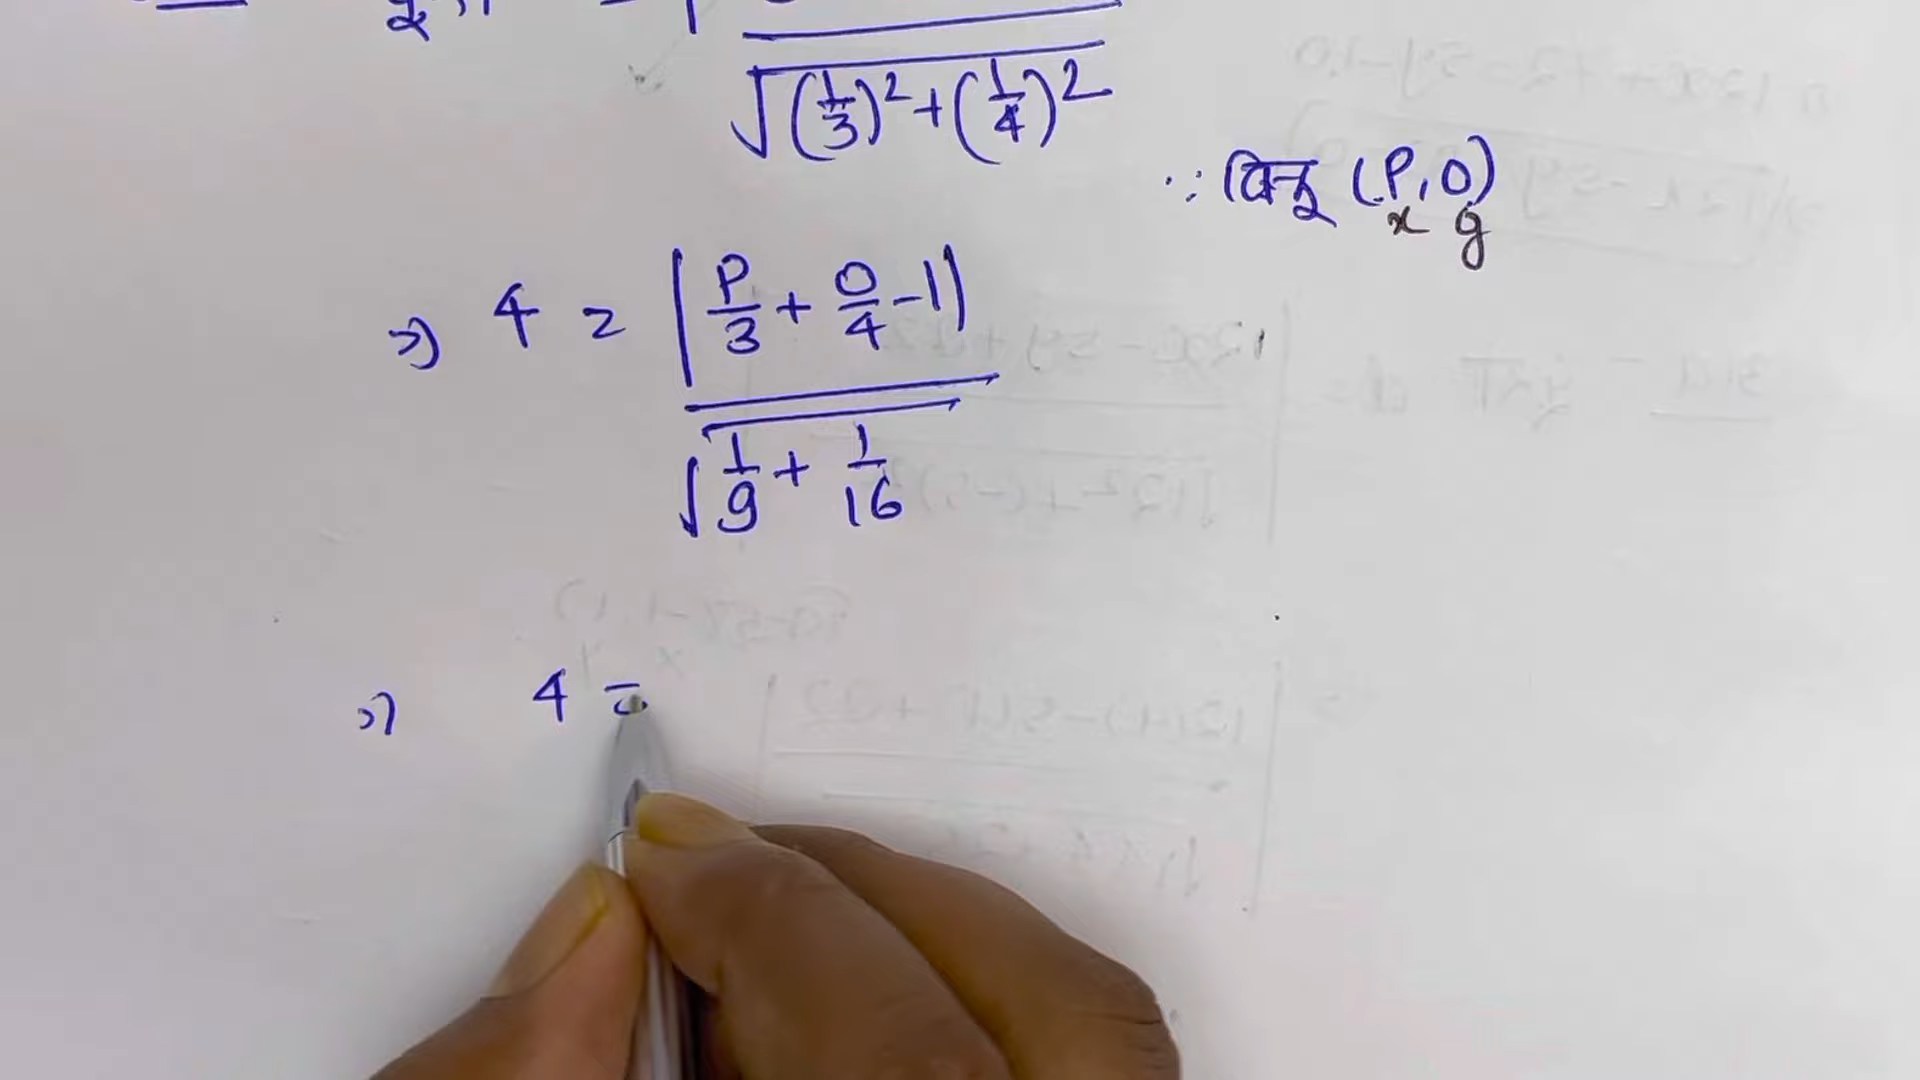 √(1/3)²+(1/4)²
∵ बिन्दू (P,0)
x y
⇒ 4 = |P/3 + 0/4 -1|
√1/9 + 1/16
⇒ 4 =